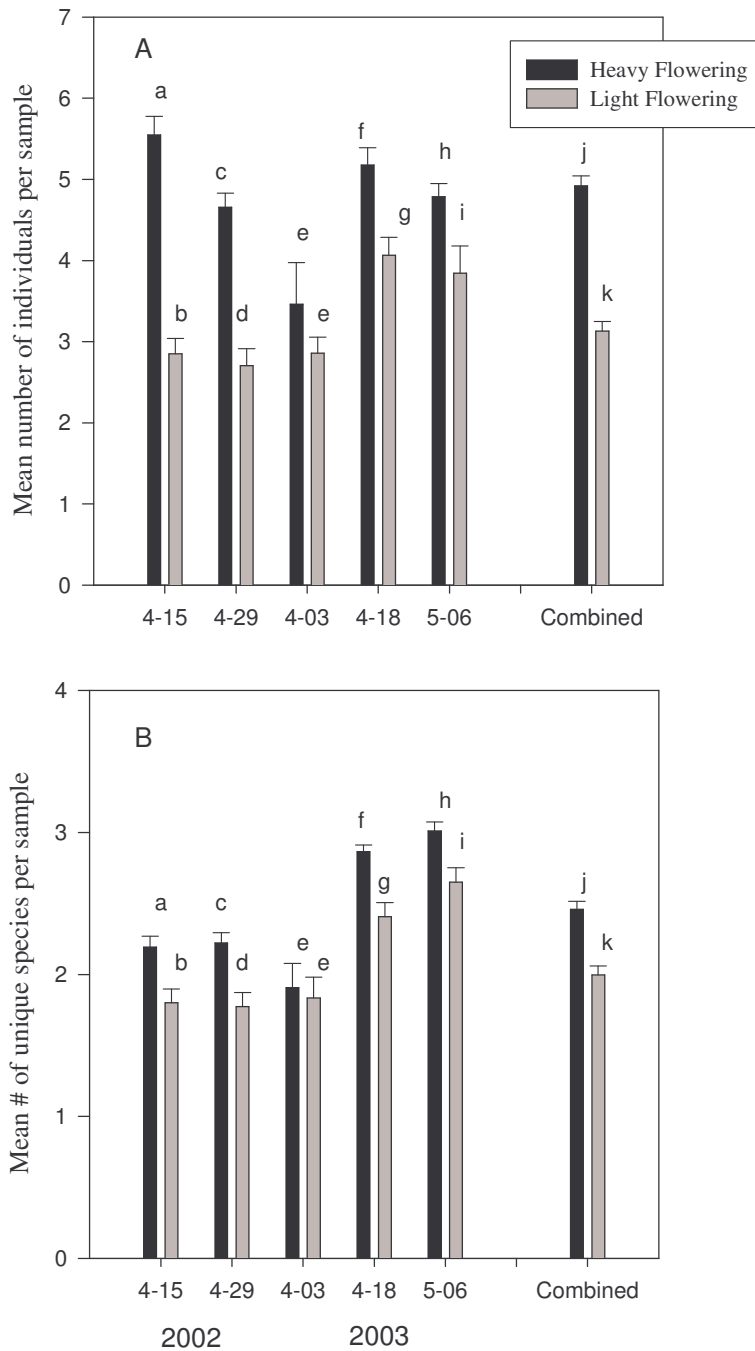 7
A
Heavy Flowering
Light Flowering
6
5
4
3
2
1
0
Mean number of individuals per sample
a
b
c
d
e
e
f
g
h
i
j
k
4-15 4-29 4-03 4-18 5-06 Combined
4
B
3
2
1
0
Mean # of unique species per sample
a
b
c
d
e
e
f
g
h
i
j
k
4-15 4-29 4-03 4-18 5-06 Combined
2002 2003